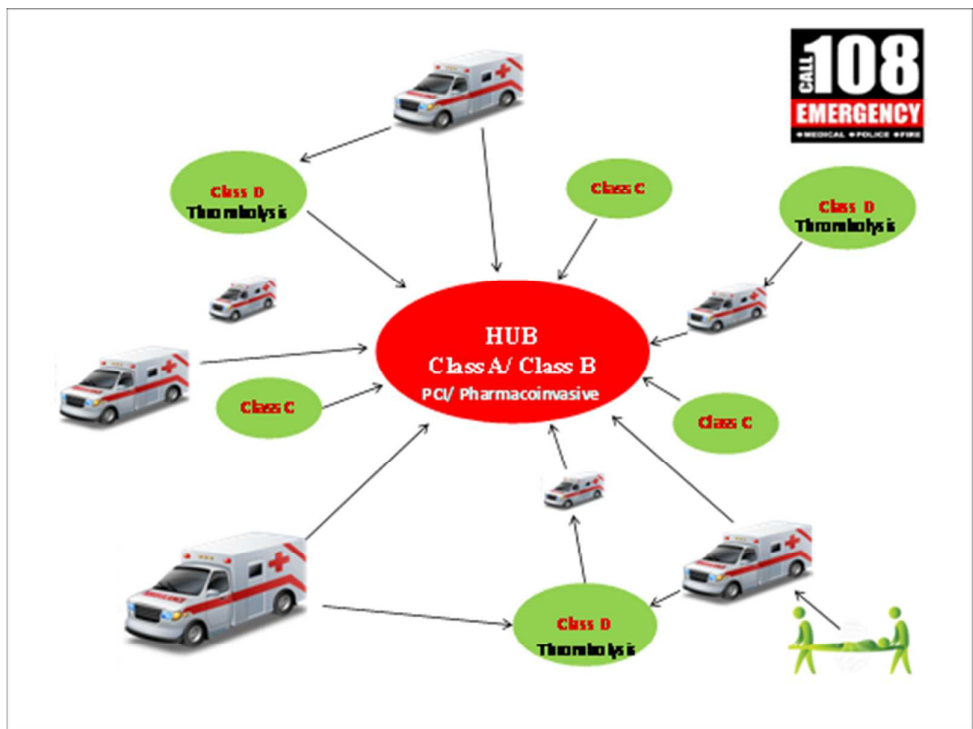 CALL 108
EMERGENCY
MEDICAL POLICE FIRE
Class D
Thrombolysis
Class C
Class D
Thrombolysis
HUB
Class A/ Class B
PCI/ Pharmacoinvasive
Class C
Class C
Class D
Thrombolysis
AMBULANCE